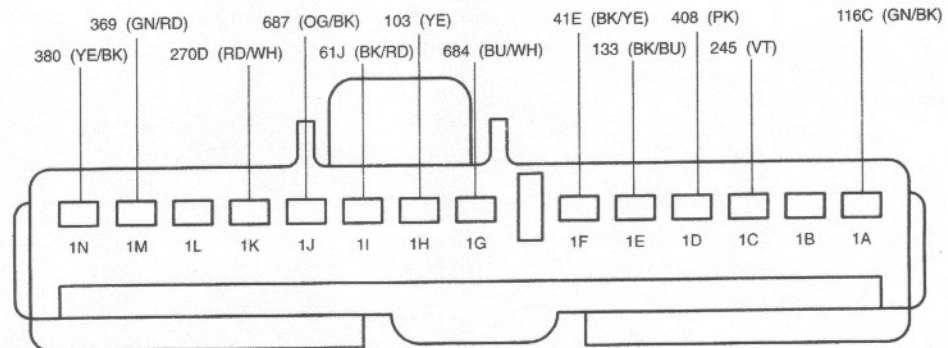 369 (GN/RD) 687 (OG/BK) 103 (YE) 41E (BK/YE) 408 (PK) 116C (GN/BK)
380 (YE/BK) 270D (RD/WH) 61J (BK/RD) 684 (BU/WH) 133 (BK/BU) 245 (VT)
1N 1M 1L 1K 1J 1I 1H 1G 1F 1E 1D 1C 1B 1A